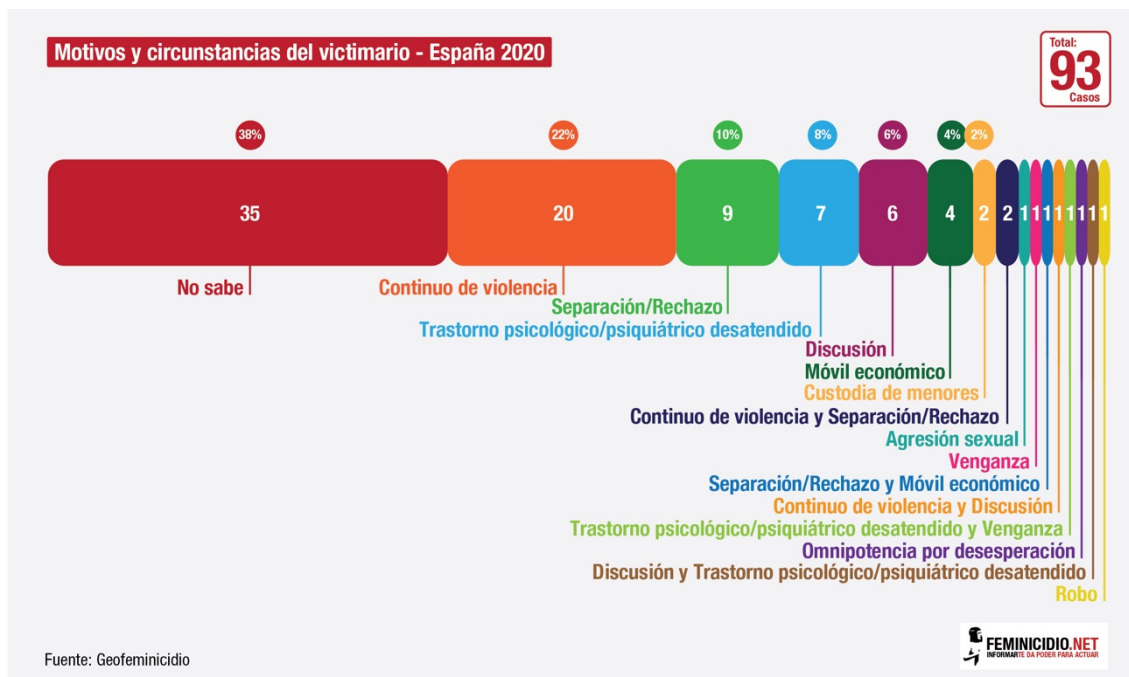 Motivos y circunstancias del victimario - España 2020
Total:
93
Casos
38%
22%
10%
8%
6%
4%
2%
35
20
9
7
6
4
2
2
1
1
1
1
1
1
1
1
No sabe
Continuo de violencia
Separación/Rechazo
Trastorno psicológico/psiquiátrico desatendido
Discusión
Móvil económico
Custodia de menores
Continuo de violencia y Separación/Rechazo
Agresión sexual
Venganza
Separación/Rechazo y Móvil económico
Continuo de violencia y Discusión
Trastorno psicológico/psiquiátrico desatendido y Venganza
Omnipotencia por desesperación
Discusión y Trastorno psicológico/psiquiátrico desatendido
Robo
Fuente: Geofeminicidio
FEMINICIDIO.NET
INFORMARTE DA PODER PARA ACTUAR